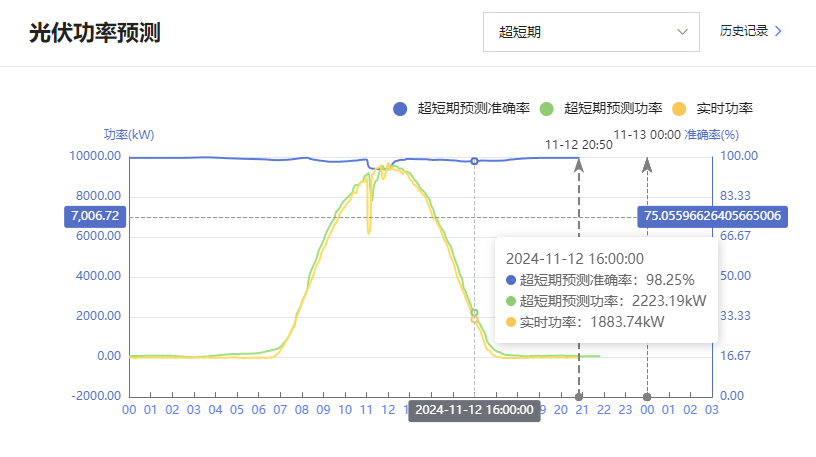 光伏功率预测
超短期
历史记录
超短期预测准确率 超短期预测功率 实时功率
功率(kW)
11-12 20:50
11-13 00:00
准确率(%)
10000.00 100.00
8000.00 83.33
7,006.72 75.05596626405665006
6000.00 66.67
4000.00 50.00
2000.00 33.33
0.00 16.67
-2000.00 0.00
2024-11-12 16:00:00
超短期预测准确率：98.25%
超短期预测功率：2223.19kW
实时功率：1883.74kW
00 01 02 03 04 05 06 07 08 09 10 11 12 2024-11-12 16:00:00 20 21 22 23 00 01 02 03